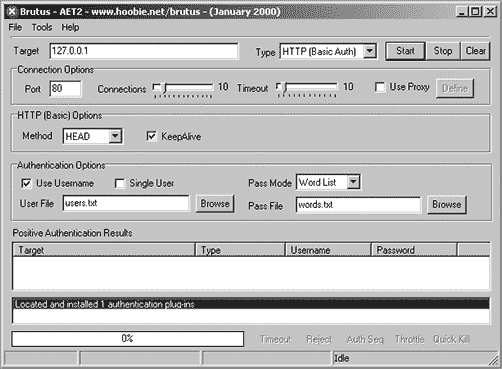 Brutus - AET2 - www.hoobie.net/brutus - (January 2000)
File Tools Help
Target 127.0.0.1 Type HTTP (Basic Auth) Start Stop Clear
Connection Options
Port 80 Connections 10 Timeout 10 Use Proxy Define
HTTP (Basic) Options
Method HEAD KeepAlive
Authentication Options
Use Username Single User Pass Mode Word List
User File users.txt Browse Pass File words.txt Browse
Positive Authentication Results
Target Type Username Password
Located and installed 1 authentication plug-ins
0% Timeout Reject Auth Seq Throttle Quick Kill
Idle